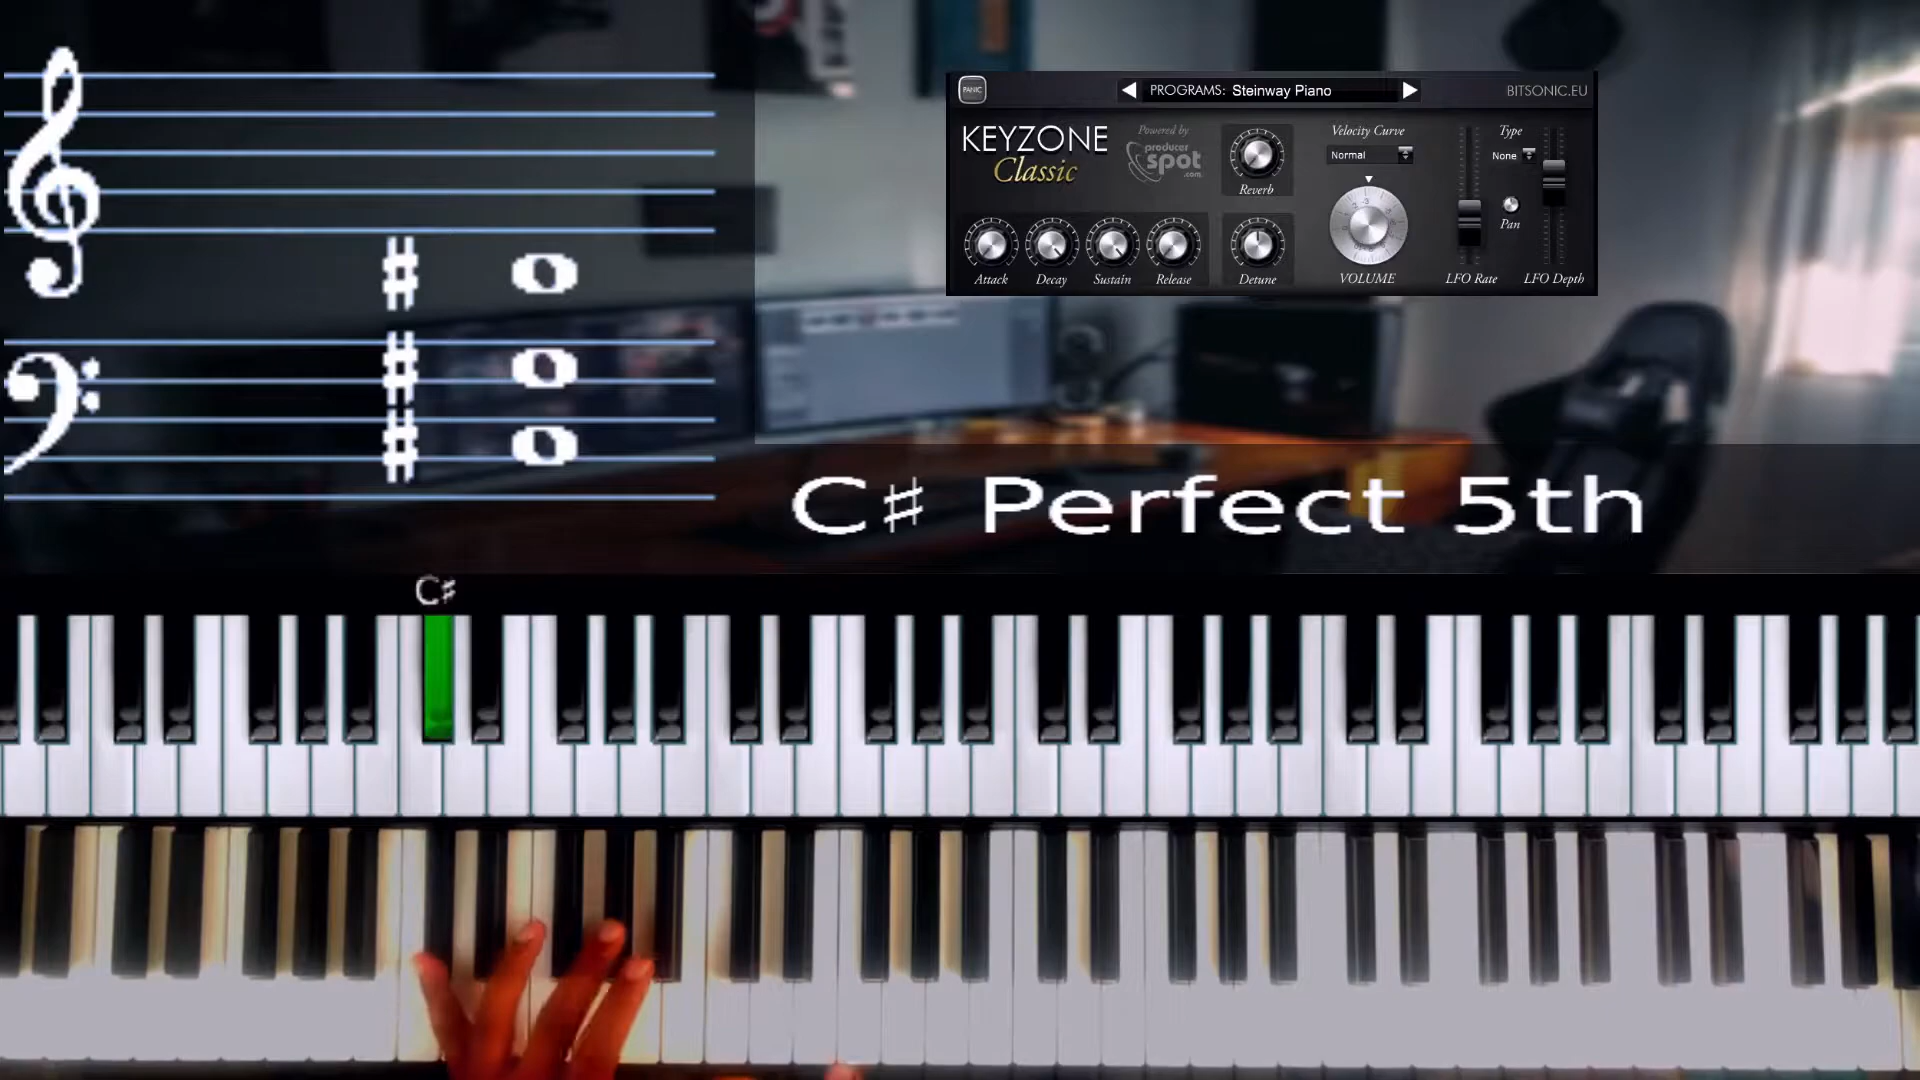 PANIC
PROGRAMS: Steinway Piano
BITSONIC.EU
KEYZONE
Classic
Powered by
producer
spot
.com
Reverb
Velocity Curve
Normal
Type
None
Pan
Attack
Decay
Sustain
Release
Detune
VOLUME
LFO Rate
LFO Depth
C♯ Perfect 5th
C♯